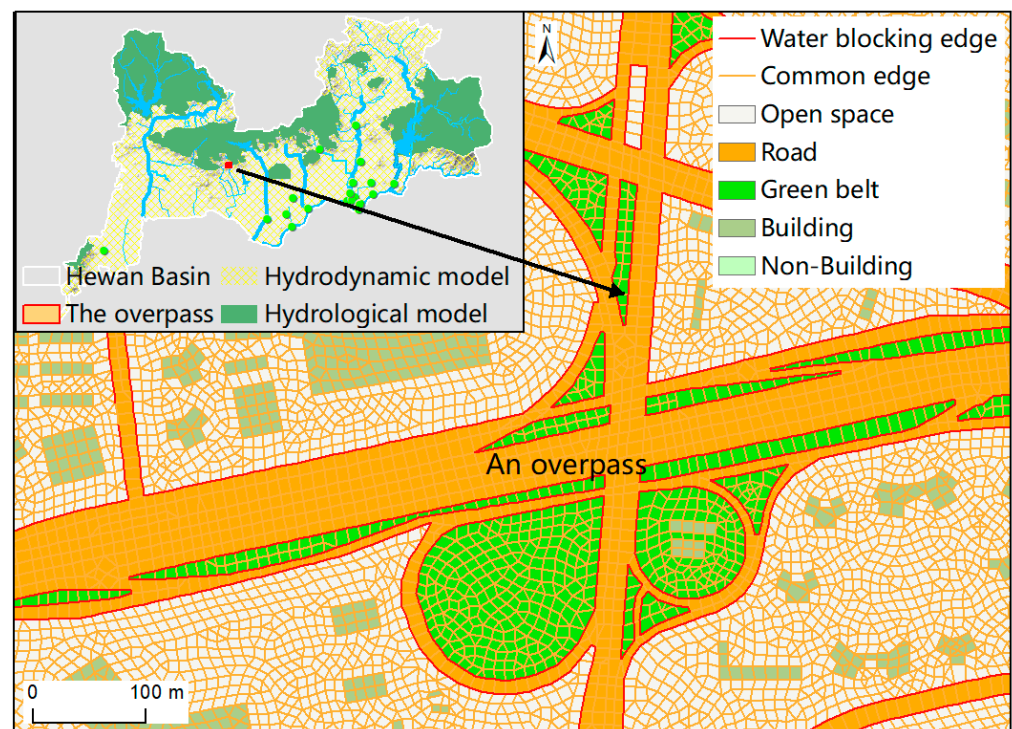 N
Water blocking edge
Common edge
Open space
Road
Green belt
Building
Non-Building
Hewan Basin
Hydrodynamic model
The overpass
Hydrological model
An overpass
0 100 m